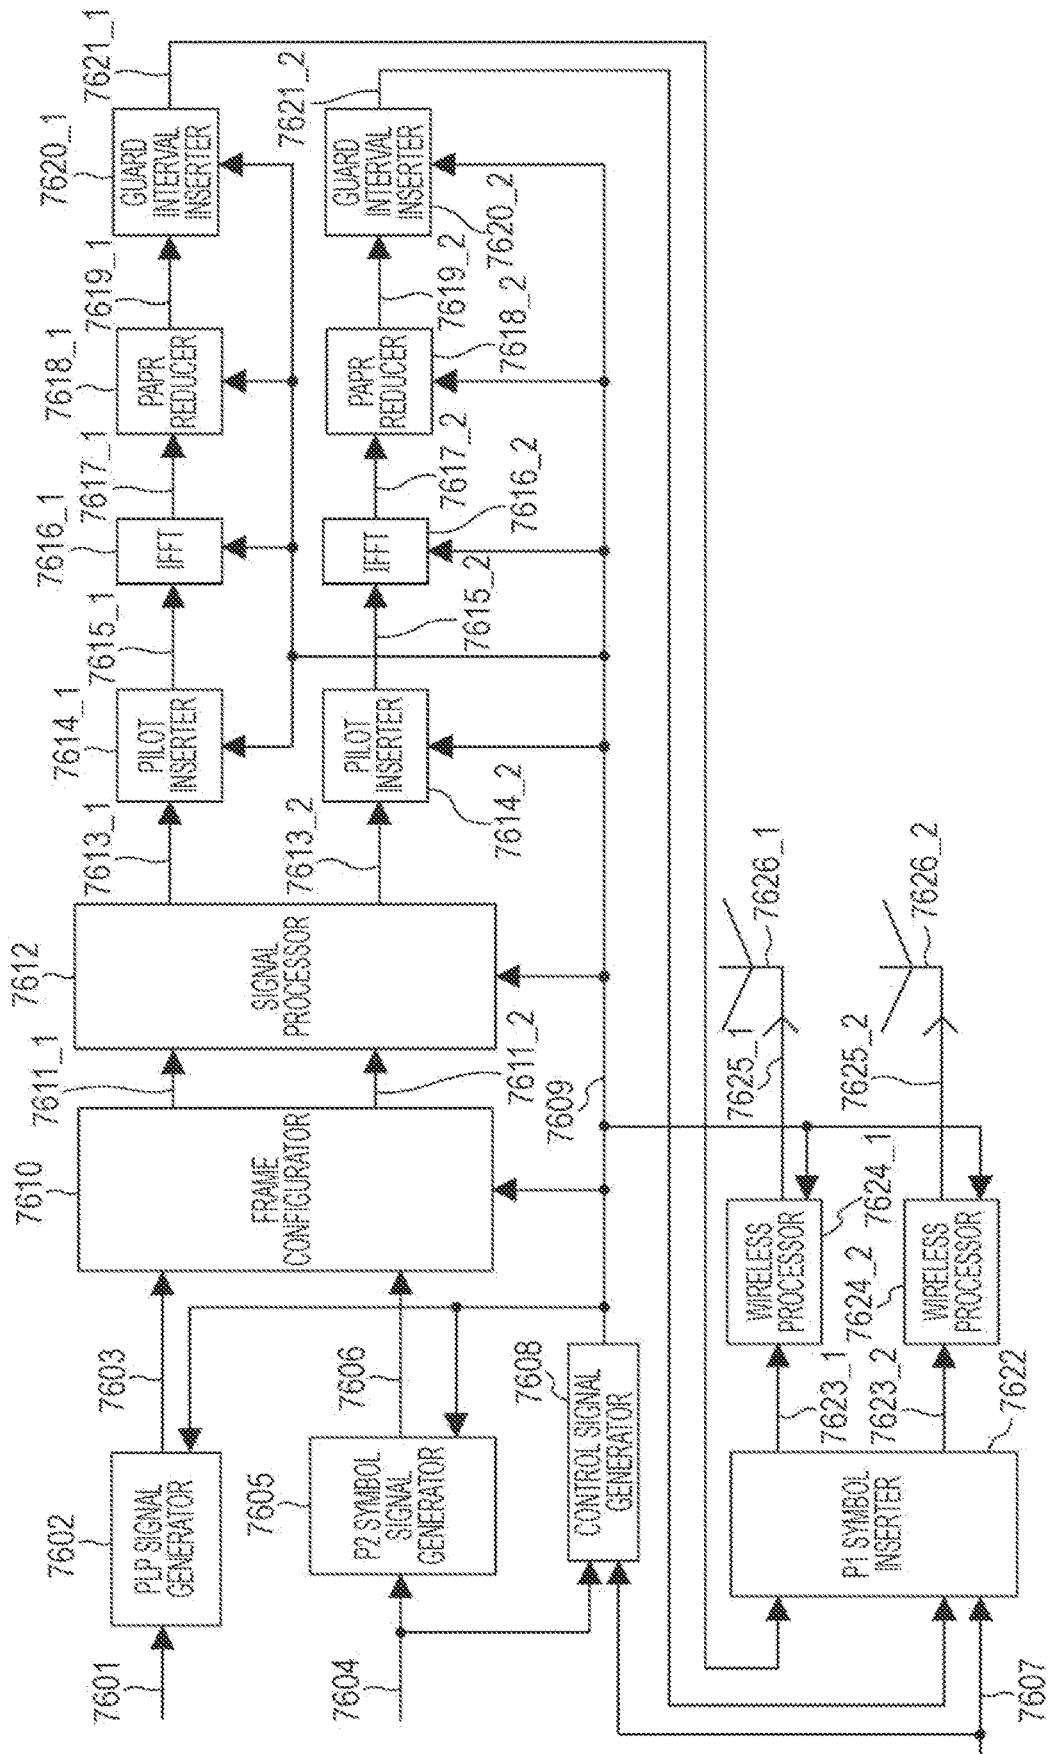 7601
7602
PLP SIGNAL
GENERATOR
7603
7604
7605
P2 SYMBOL
SIGNAL
GENERATOR
7606
7608
CONTROL SIGNAL
GENERATOR
7609
7610
FRAME
CONFIGURATOR
7611_1
7611_2
7612
SIGNAL
PROCESSOR
7613_1
7613_2
7614_1
PILOT
INSERTER
7615_1
7616_1
IFFT
7617_1
7618_1
PAPR
REDUCER
7619_1
7620_1
GUARD
INTERVAL
INSERTER
7621_1
PILOT
INSERTER
7614_2
7615_2
IFFT
7616_2
7617_2
PAPR
REDUCER
7618_2
7619_2
GUARD
INTERVAL
INSERTER
7620_2
7621_2
7607
P1 SYMBOL
INSERTER
7622
7623_1
7623_2
WIRELESS
PROCESSOR
7624_1
7624_2
WIRELESS
PROCESSOR
7625_1
7625_2
7626_1
7626_2